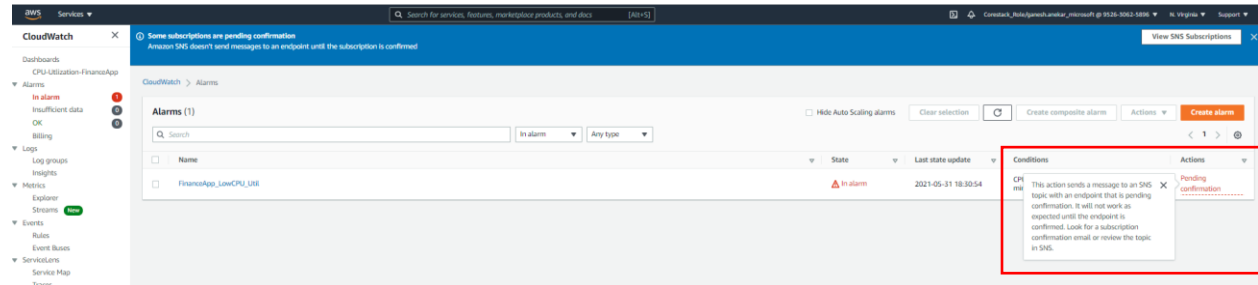 aws Services ▼ Search for services, features, marketplace products, and docs [Alt+S] N. Virginia ▼ Support ▼
CloudWatch ×
Some subscriptions are pending confirmation
Amazon SNS doesn't send messages to an endpoint until the subscription is confirmed
View SNS Subscriptions ×
Dashboards
CPU-Utilization-FinanceApp
Alarms
In alarm 1
Insufficient data 0
OK 0
Billing
Logs
Log groups
Insights
Metrics
Explorer
Streams New
Events
Rules
Event Buses
ServiceLens
Service Map
Traces
CloudWatch > Alarms
Alarms (1)
Hide Auto Scaling alarms Clear selection Create composite alarm Actions ▼ Create alarm
Search In alarm ▼ Any type ▼ < 1 >
Name State Last state update Conditions Actions
FinanceApp_LowCPU_Util In alarm 2021-05-31 18:30:54
Pending
confirmation
This action sends a message to an SNS ×
topic with an endpoint that is pending
confirmation. It will not work as
expected until the endpoint is
confirmed. Look for a subscription
confirmation email or review the topic
in SNS.